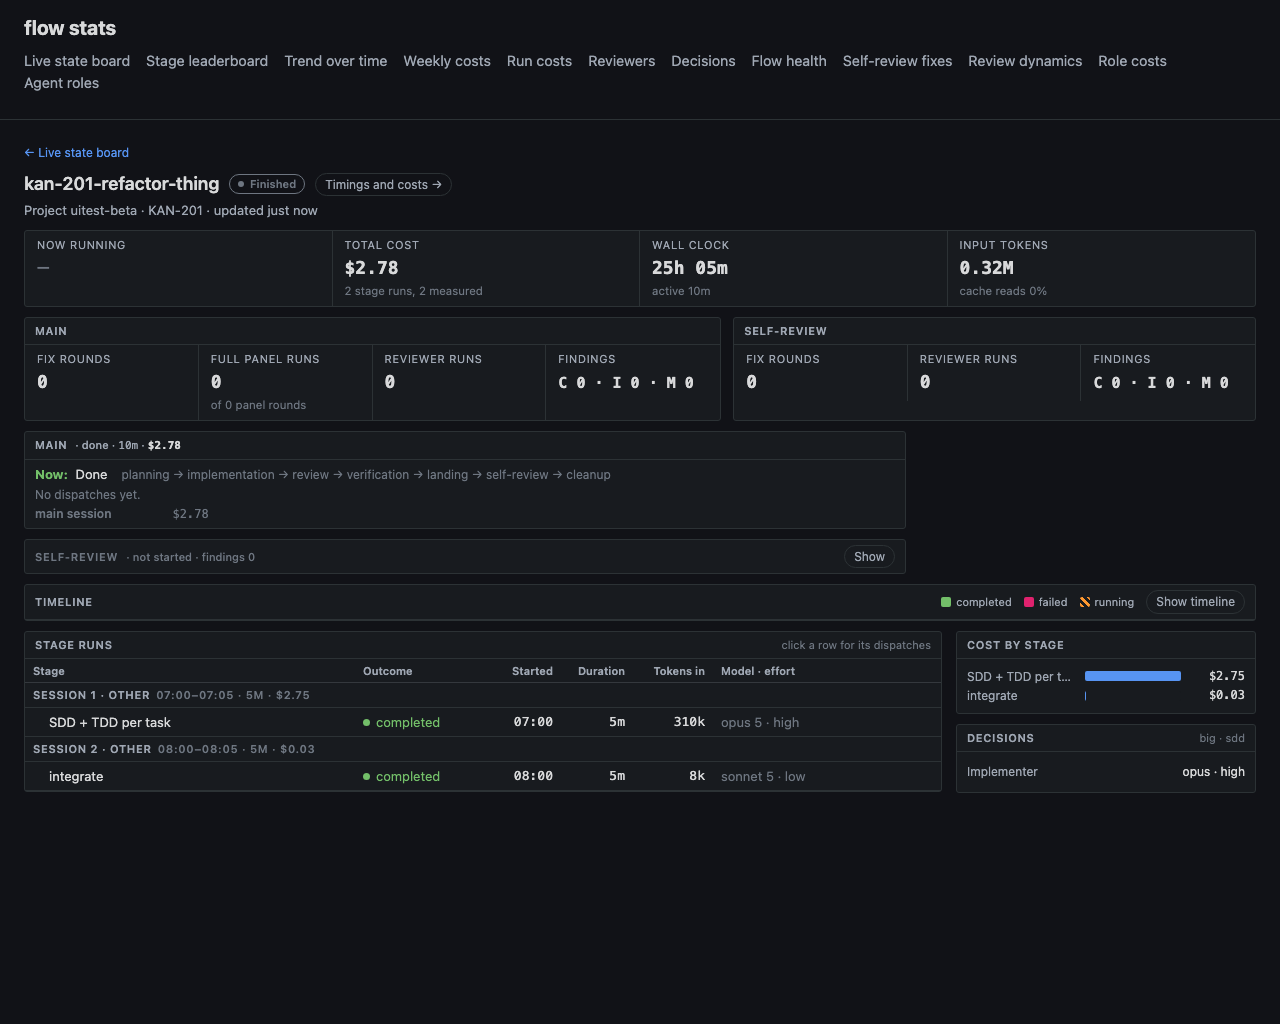 flow stats
Live state board Stage leaderboard Trend over time Weekly costs Run costs Reviewers Decisions Flow health Self-review fixes Review dynamics Role costs
Agent roles
← Live state board
kan-201-refactor-thing Finished Timings and costs →
Project uitest-beta · KAN-201 · updated just now
NOW RUNNING TOTAL COST WALL CLOCK INPUT TOKENS
— $2.78 25h 05m 0.32M
2 stage runs, 2 measured active 10m cache reads 0%
MAIN SELF-REVIEW
FIX ROUNDS FULL PANEL RUNS REVIEWER RUNS FINDINGS FIX ROUNDS REVIEWER RUNS FINDINGS
0 0 0 C 0 · I 0 · M 0 0 0 C 0 · I 0 · M 0
of 0 panel rounds
MAIN · done · 10m · $2.78
Now: Done planning → implementation → review → verification → landing → self-review → cleanup
No dispatches yet.
main session $2.78
SELF-REVIEW · not started · findings 0 Show
TIMELINE completed failed running Show timeline
STAGE RUNS click a row for its dispatches COST BY STAGE
Stage Outcome Started Duration Tokens in Model · effort
SDD + TDD per t... $2.75
SESSION 1 · OTHER 07:00–07:05 · 5M · $2.75
integrate $0.03
SDD + TDD per task completed 07:00 5m 310k opus 5 · high
DECISIONS big · sdd
SESSION 2 · OTHER 08:00–08:05 · 5M · $0.03
Implementer opus · high
integrate completed 08:00 5m 8k sonnet 5 · low